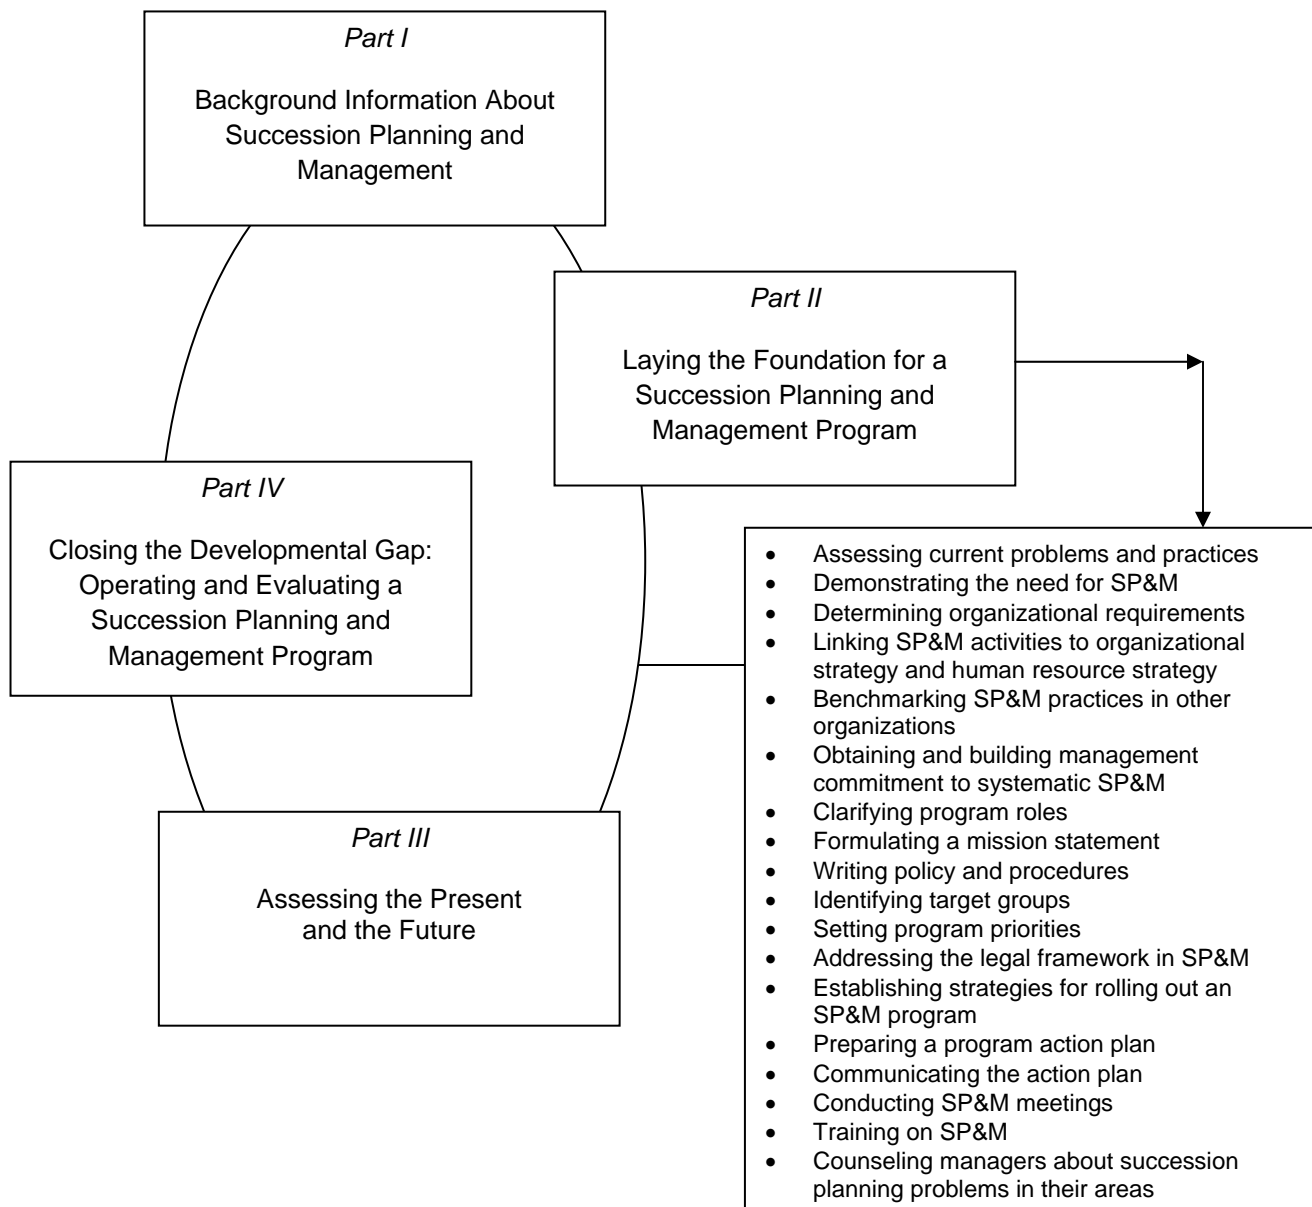 Part I
Background Information About
Succession Planning and
Management
Part II
Laying the Foundation for a
Succession Planning and
Management Program
Part IV
Closing the Developmental Gap:
Operating and Evaluating a
Succession Planning and
Management Program
Part III
Assessing the Present
and the Future
• Assessing current problems and practices
• Demonstrating the need for SP&M
• Determining organizational requirements
• Linking SP&M activities to organizational
strategy and human resource strategy
• Benchmarking SP&M practices in other
organizations
• Obtaining and building management
commitment to systematic SP&M
• Clarifying program roles
• Formulating a mission statement
• Writing policy and procedures
• Identifying target groups
• Setting program priorities
• Addressing the legal framework in SP&M
• Establishing strategies for rolling out an
SP&M program
• Preparing a program action plan
• Communicating the action plan
• Conducting SP&M meetings
• Training on SP&M
• Counseling managers about succession
planning problems in their areas